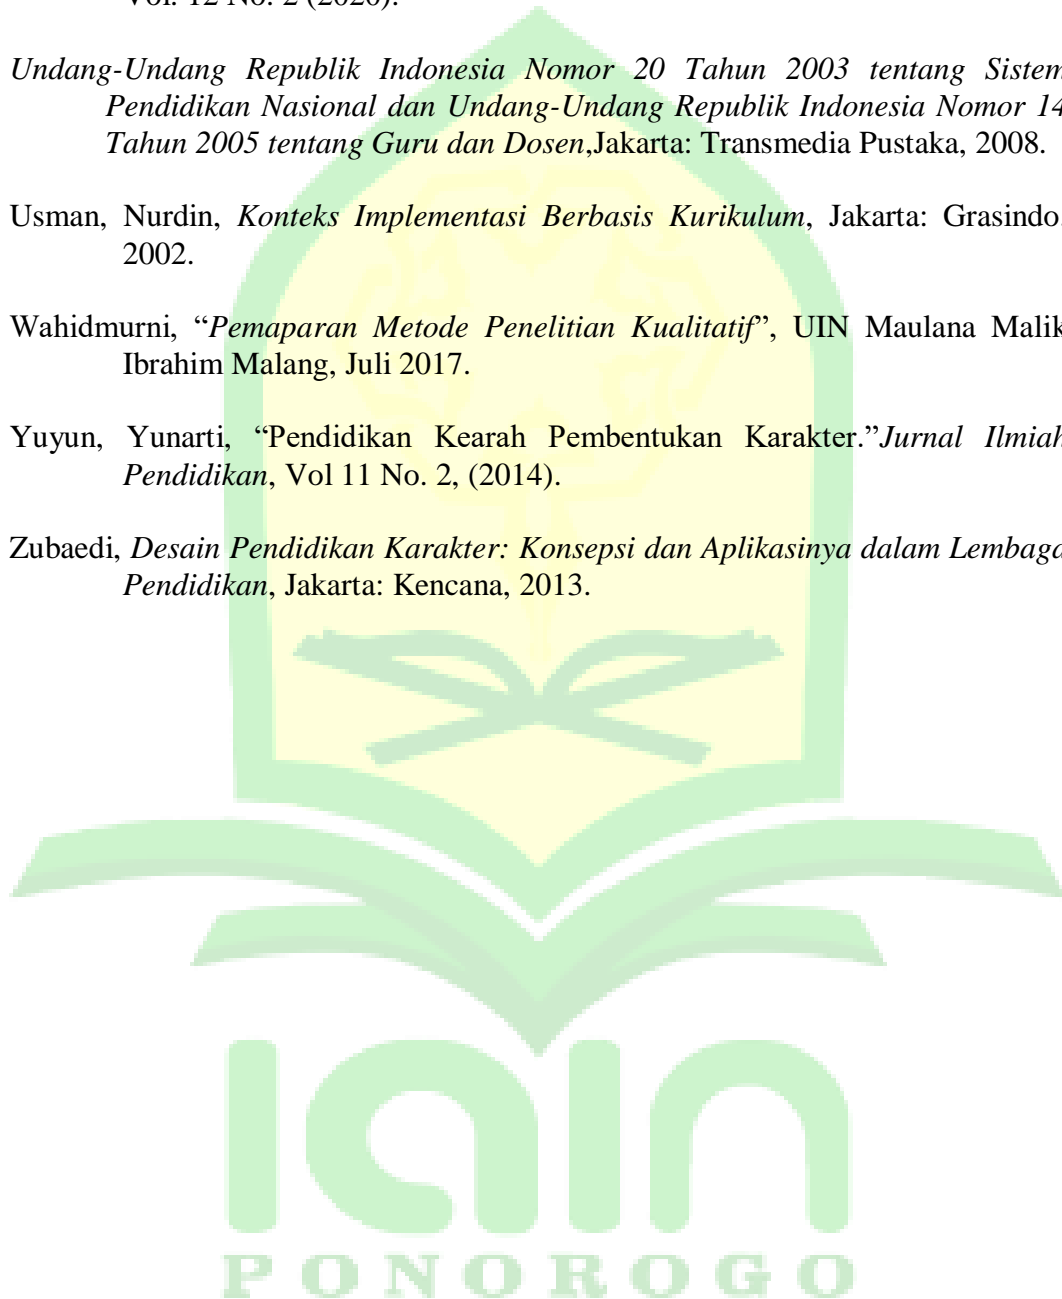 Vol. 12 No. 2 (2020).
Undang-Undang Republik Indonesia Nomor 20 Tahun 2003 tentang Sistem
Pendidikan Nasional dan Undang-Undang Republik Indonesia Nomor 14
Tahun 2005 tentang Guru dan Dosen,Jakarta: Transmedia Pustaka, 2008.
Usman, Nurdin, Konteks Implementasi Berbasis Kurikulum, Jakarta: Grasindo.
2002.
Wahidmurni, “Pemaparan Metode Penelitian Kualitatif”, UIN Maulana Malik
Ibrahim Malang, Juli 2017.
Yuyun, Yunarti, “Pendidikan Kearah Pembentukan Karakter.”Jurnal Ilmiah
Pendidikan, Vol 11 No. 2, (2014).
Zubaedi, Desain Pendidikan Karakter: Konsepsi dan Aplikasinya dalam Lembaga
Pendidikan, Jakarta: Kencana, 2013.
IAIN
PONOROGO